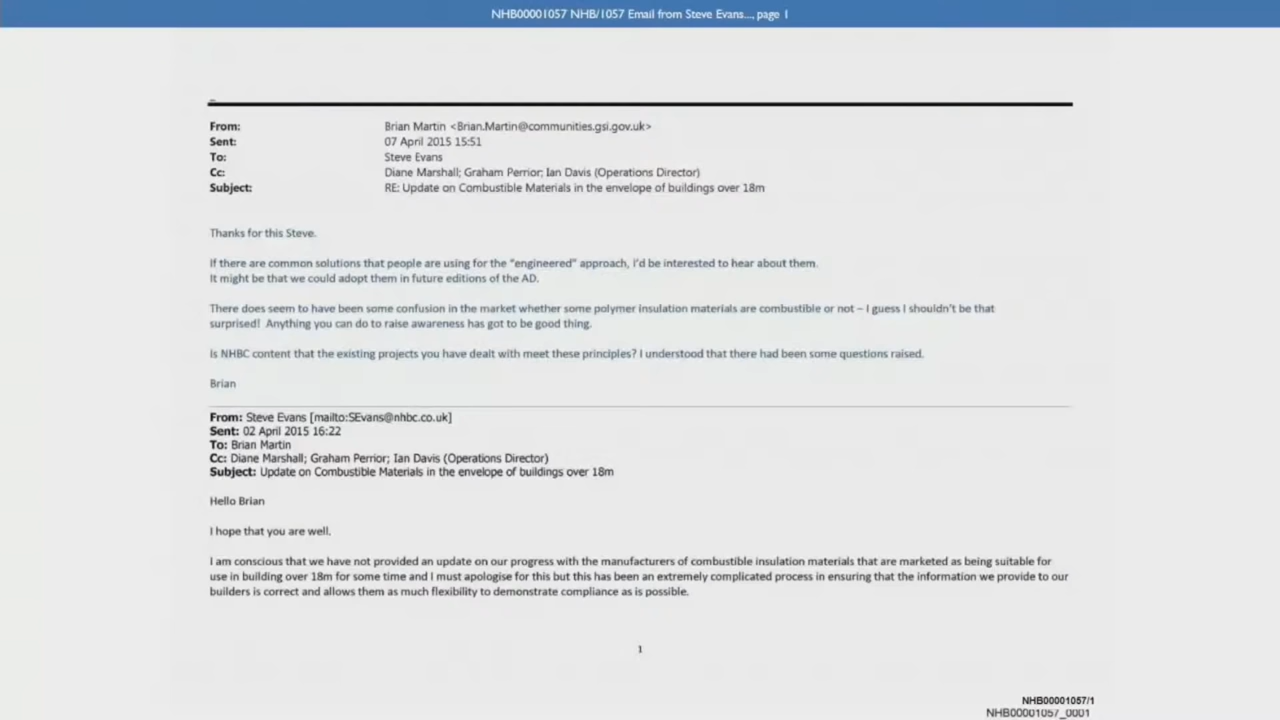 NHB00001057 NHB/1057 Email from Steve Evans..., page 1
From: Brian Martin <Brian.Martin@communities.gsi.gov.uk>
Sent: 07 April 2015 15:51
To: Steve Evans
Cc: Diane Marshall; Graham Perrior; Ian Davis (Operations Director)
Subject: RE: Update on Combustible Materials in the envelope of buildings over 18m
Thanks for this Steve.
If there are common solutions that people are using for the "engineered" approach, i'd be interested to hear about them.
It might be that we could adopt them in future editions of the AD.
There does seem to have been some confusion in the market whether some polymer insulation materials are combustible or not – I guess I shouldn't be that
surprised! Anything you can do to raise awareness has got to be good thing.
Is NHBC content that the existing projects you have dealt with meet these principles? I understood that there had been some questions raised.
Brian
From: Steve Evans [mailto:SEvans@nhbc.co.uk]
Sent: 02 April 2015 16:22
To: Brian Martin
Cc: Diane Marshall; Graham Perrior; Ian Davis (Operations Director)
Subject: Update on Combustible Materials in the envelope of buildings over 18m
Hello Brian
I hope that you are well.
I am conscious that we have not provided an update on our progress with the manufacturers of combustible insulation materials that are marketed as being suitable for
use in building over 18m for some time and I must apologise for this but this has been an extremely complicated process in ensuring that the information we provide to our
builders is correct and allows them as much flexibility to demonstrate compliance as is possible.
1
NHB00001057/1
NHB00001057_0001